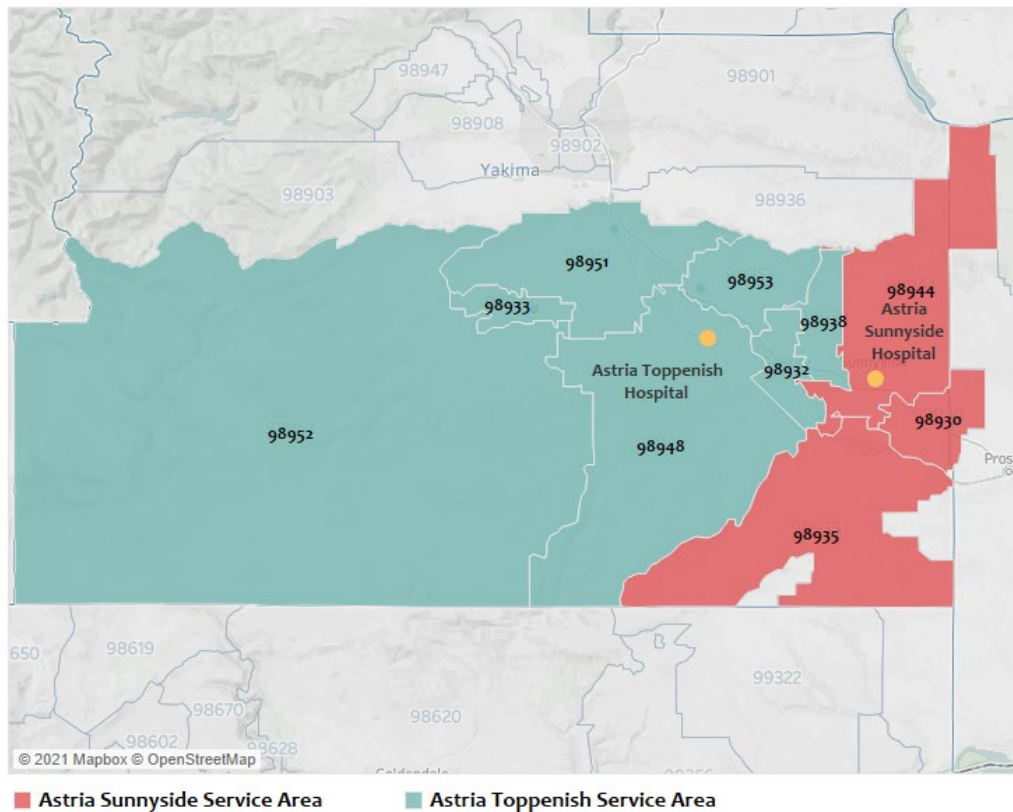 98947
98901
98908
98902
Yakima
98903
98936
98951
98953
98944
98933
98938
Astria
Sunnyside
Hospital
98932
Astria Toppenish
Hospital
98930
98952
98948
Pros
98935
650
98619
99322
98670
98620
98602
98628
© 2021 Mapbox © OpenStreetMap
Astria Sunnyside Service Area
Astria Toppenish Service Area